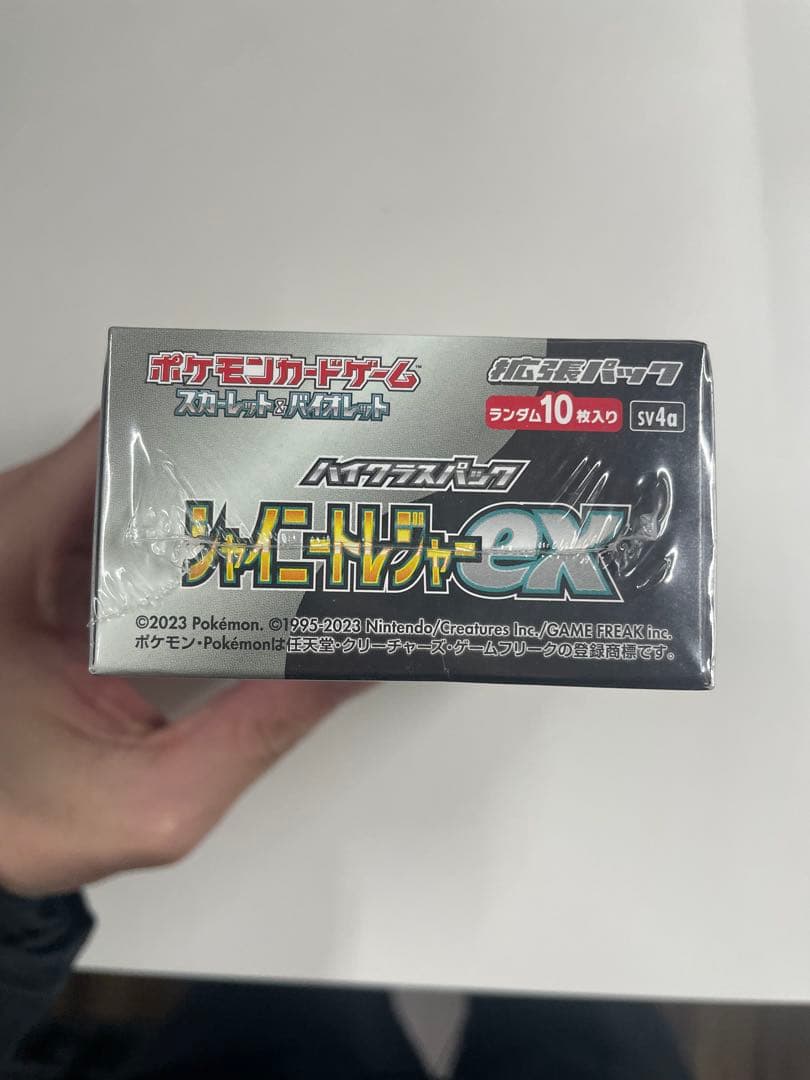 ポケモンカードゲーム™
スカーレット&バイオレット
拡張パック
ランダム10枚入り
sv4a
ハイクラスパック
シャイニートレジャーex
©2023 Pokémon. ©1995-2023 Nintendo/Creatures Inc./GAME FREAK inc.
ポケモン・Pokémonは任天堂・クリーチャーズ・ゲームフリークの登録商標です。